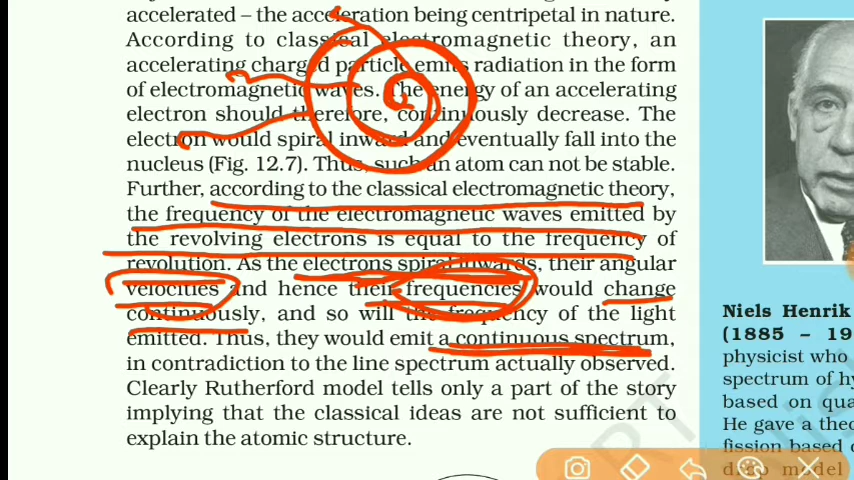 accelerated – the acceleration being centripetal in nature.
According to classical electromagnetic theory, an
accelerating charged particle emits radiation in the form
of electromagnetic waves. The energy of an accelerating
electron should therefore, continuously decrease. The
electron would spiral inward and eventually fall into the
nucleus (Fig. 12.7). Thus, such an atom can not be stable.
Further, according to the classical electromagnetic theory,
the frequency of the electromagnetic waves emitted by
the revolving electrons is equal to the frequency of
revolution. As the electrons spiral inwards, their angular
velocities and hence their frequencies would change
continuously, and so will the frequency of the light
emitted. Thus, they would emit a continuous spectrum,
in contradiction to the line spectrum actually observed.
Clearly Rutherford model tells only a part of the story
implying that the classical ideas are not sufficient to
explain the atomic structure.
Niels Henrik
(1885 – 19
physicist who
spectrum of hy
based on qua
He gave a theo
fission based o
drop model